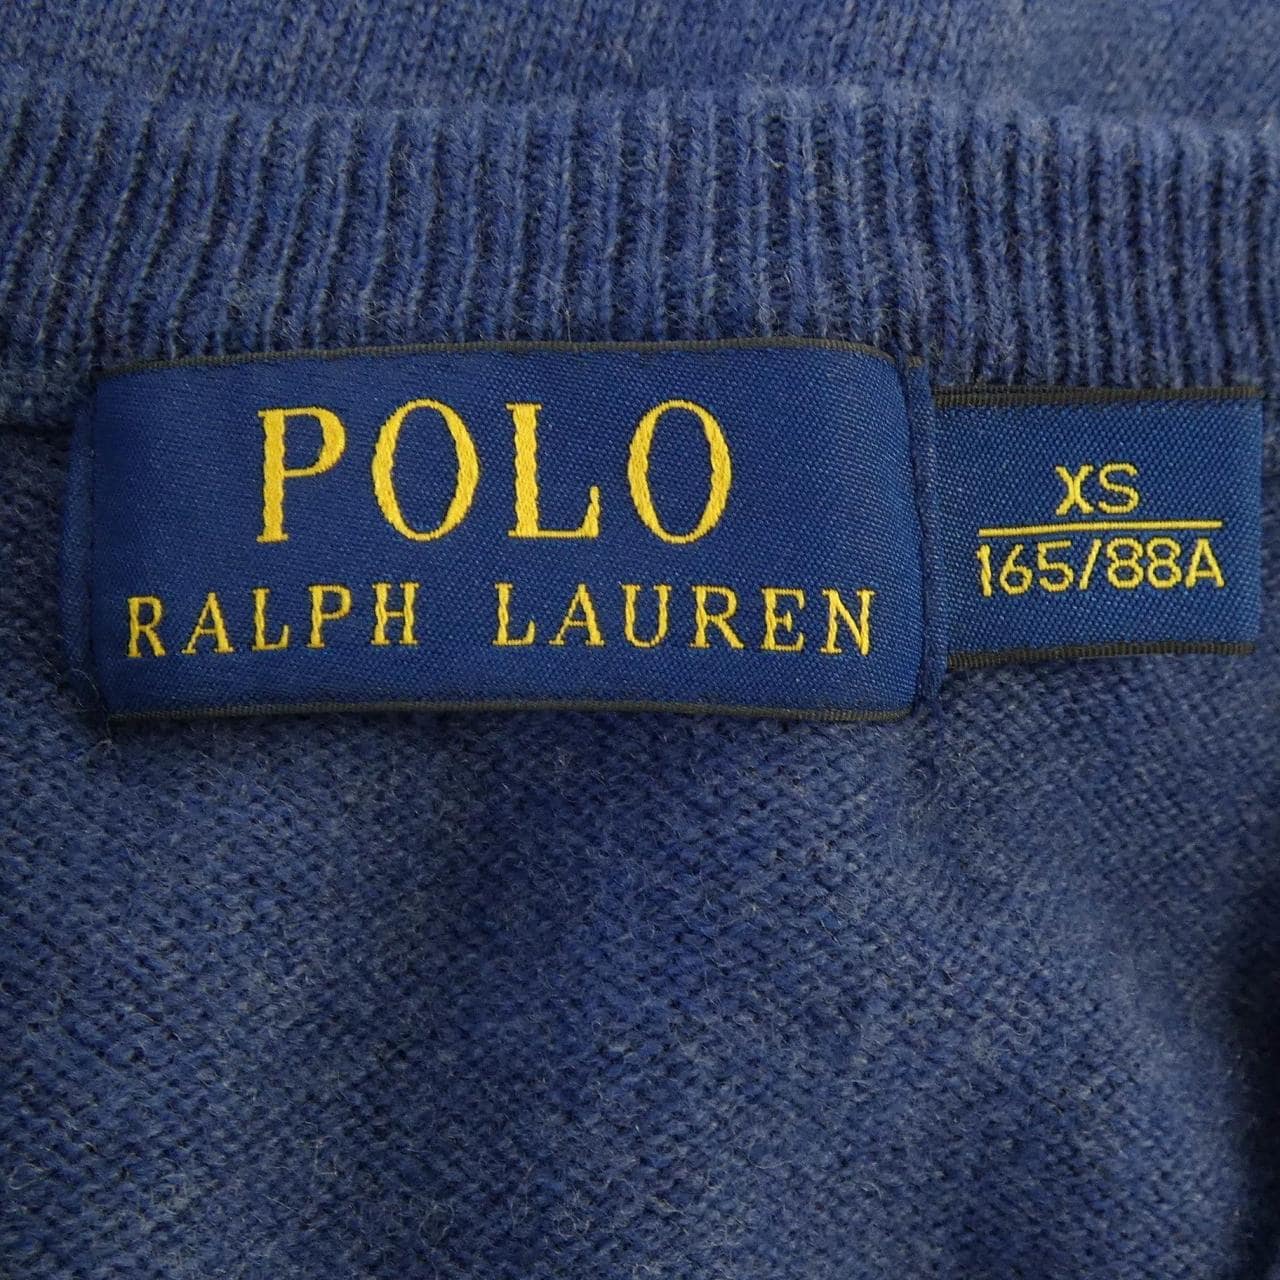 POLO
RALPH LAUREN
XS
165/88A